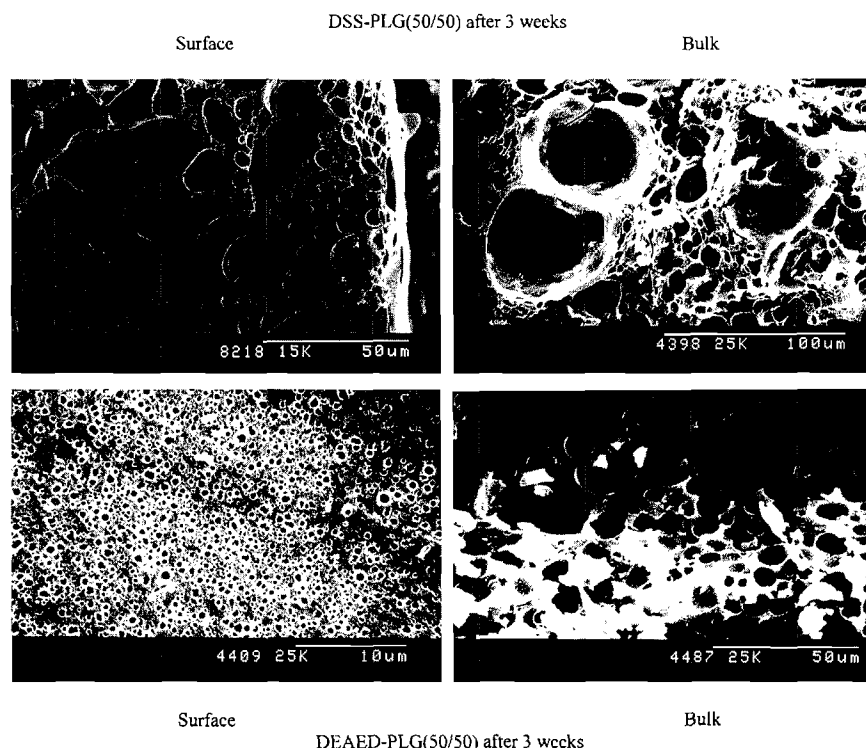 DSS-PLG(50/50) after 3 weeks
Surface Bulk
8218 15K 50um
4398 25K 100um
4409 25K 10um
4487 25K 50um
Surface Bulk
DEAED-PLG(50/50) after 3 weeks